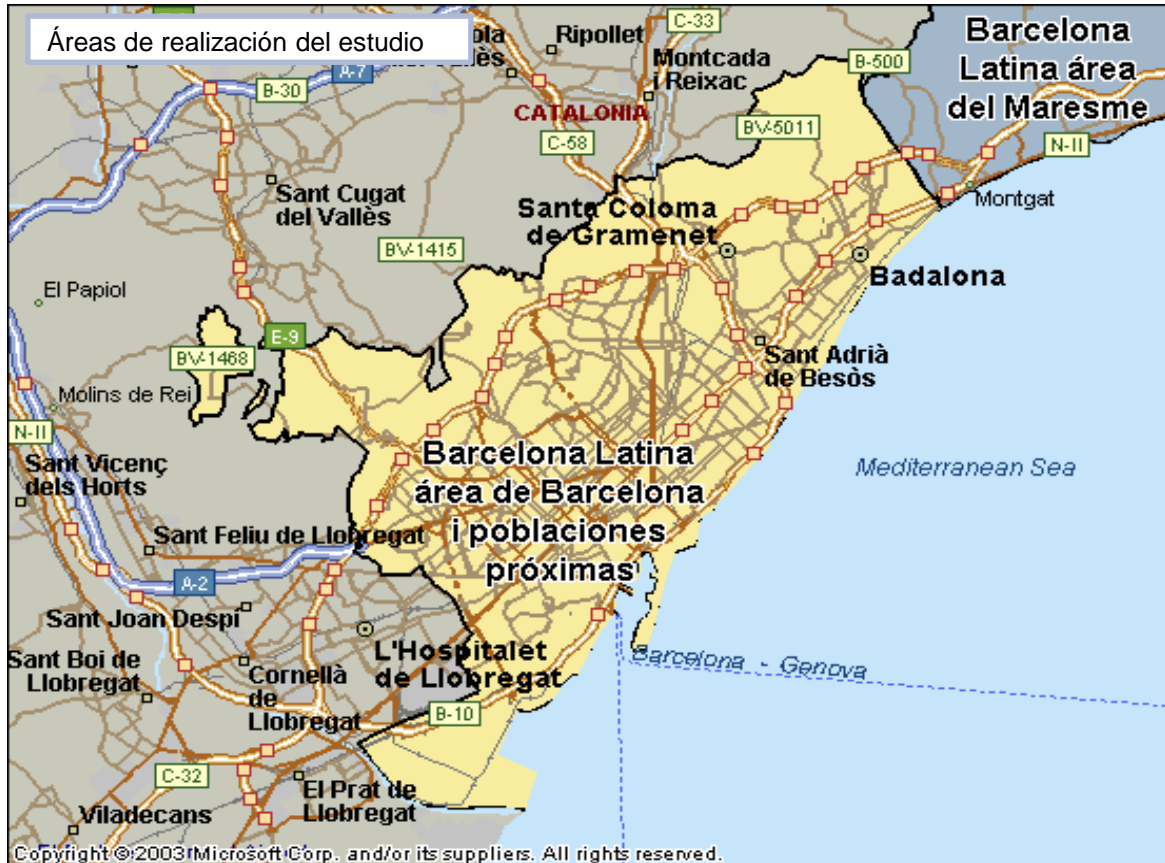 Áreas de realización del estudio
Ripollet
C-33
Montcada
i Reixac
B-500
Barcelona
Latina área
del Maresme
A-7
B-30
CATALONIA
C-58
BV-5011
N-II
Montgat
Sant Cugat
del Vallès
Santa Coloma
de Gramenet
BV-1415
Badalona
El Papiol
E-9
BV-1468
Sant Adrià
de Besòs
Molins de Rei
N-II
Sant Vicenç
dels Horts
Barcelona Latina
área de Barcelona
i poblaciones
próximas
Mediterranean Sea
Sant Feliu de Llobregat
A-2
Sant Joan Despí
L'Hospitalet
de Llobregat
Barcelona - Genova
Sant Boi de
Llobregat
Cornellà
de
Llobregat
B-10
C-32
El Prat de
Llobregat
Viladecans
Copyright © 2003 Microsoft Corp. and/or its suppliers. All rights reserved.